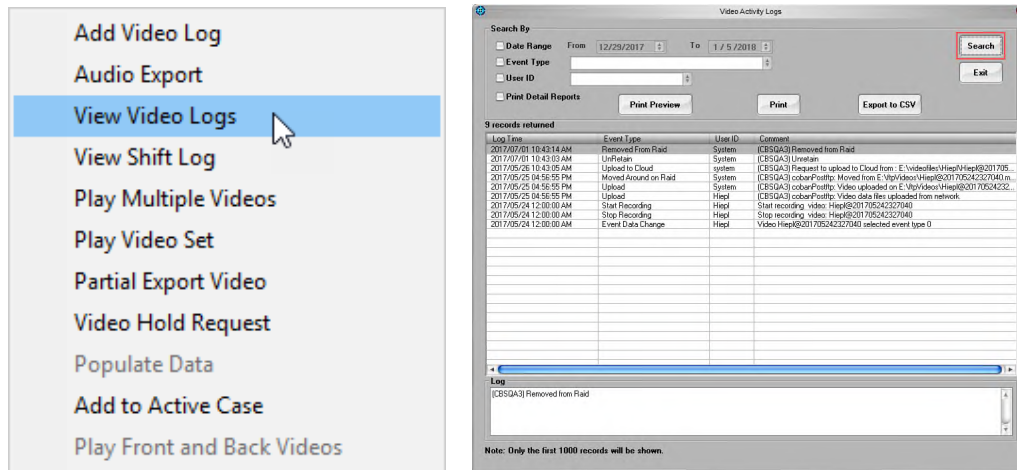 Add Video Log
Audio Export
View Video Logs
View Shift Log
Play Multiple Videos
Play Video Set
Partial Export Video
Video Hold Request
Populate Data
Add to Active Case
Play Front and Back Videos
Video Activity Logs
Search By
Date Range From 12/29/2017 To 1 / 5 /2018 Search
Event Type
User ID Exit
Print Detail Reports Print Preview Print Export to CSV
9 records returned
Log Time Event Type User ID Comment
2017/07/01 10:43:14 AM Removed From Raid System (CBSQA3) Removed from Raid
2017/07/01 10:43:03 AM UnRetain System (CBSQA3) Unretain
2017/05/26 10:43:05 AM Upload to Cloud system (CBSQA3) Request to upload to Cloud from : E:\videofiles\Hiepl\Hiepl@201705...
2017/05/25 04:56:55 PM Moved Around on Raid System (CBSQA3) cobanPostftp: Moved from E:\ftpVideos\Hiepl@201705242327040.m...
2017/05/25 04:56:55 PM Upload System (CBSQA3) cobanPostftp: Video uploaded on E:\ftpVideos\Hiepl@20170524232...
2017/05/25 04:56:55 PM Upload Hiepl (CBSQA3) cobanPostftp: Video data files uploaded from network.
2017/05/24 12:00:00 AM Start Recording Hiepl Start recording video: Hiepl@201705242327040
2017/05/24 12:00:00 AM Stop Recording Hiepl Stop recording video: Hiepl@201705242327040
2017/05/24 12:00:00 AM Event Data Change Hiepl Video Hiepl@201705242327040 selected event type 0
Log
(CBSQA3) Removed from Raid
Note: Only the first 1000 records will be shown.